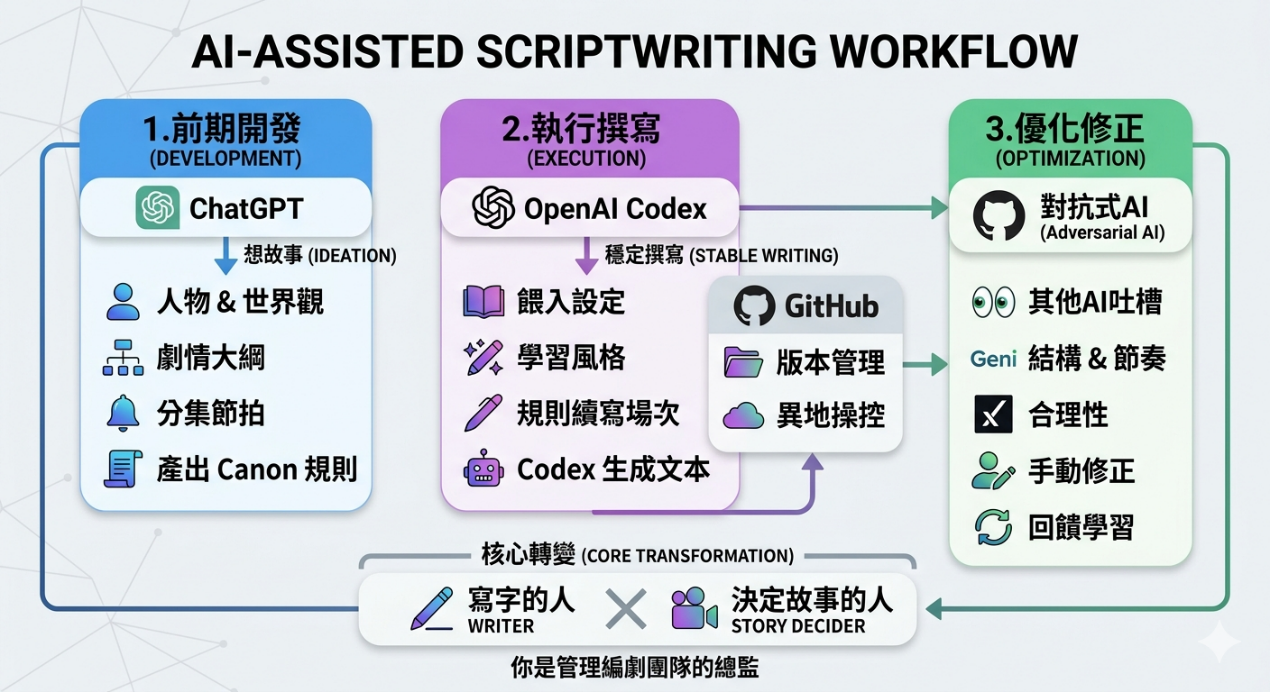 AI-ASSISTED SCRIPTWRITING WORKFLOW
1.前期開發
(DEVELOPMENT)
ChatGPT
想故事 (IDEATION)
人物 & 世界觀
劇情大綱
分集節拍
產出 Canon 規則
2.執行撰寫
(EXECUTION)
OpenAI Codex
穩定撰寫 (STABLE WRITING)
餵入設定
學習風格
規則續寫場次
Codex 生成文本
GitHub
版本管理
異地操控
3.優化修正
(OPTIMIZATION)
對抗式AI
(Adversarial AI)
其他AI吐槽
Geni 結構 & 節奏
合理性
手動修正
回饋學習
核心轉變 (CORE TRANSFORMATION)
寫字的人
WRITER
決定故事的人
STORY DECIDER
你是管理編劇團隊的總監